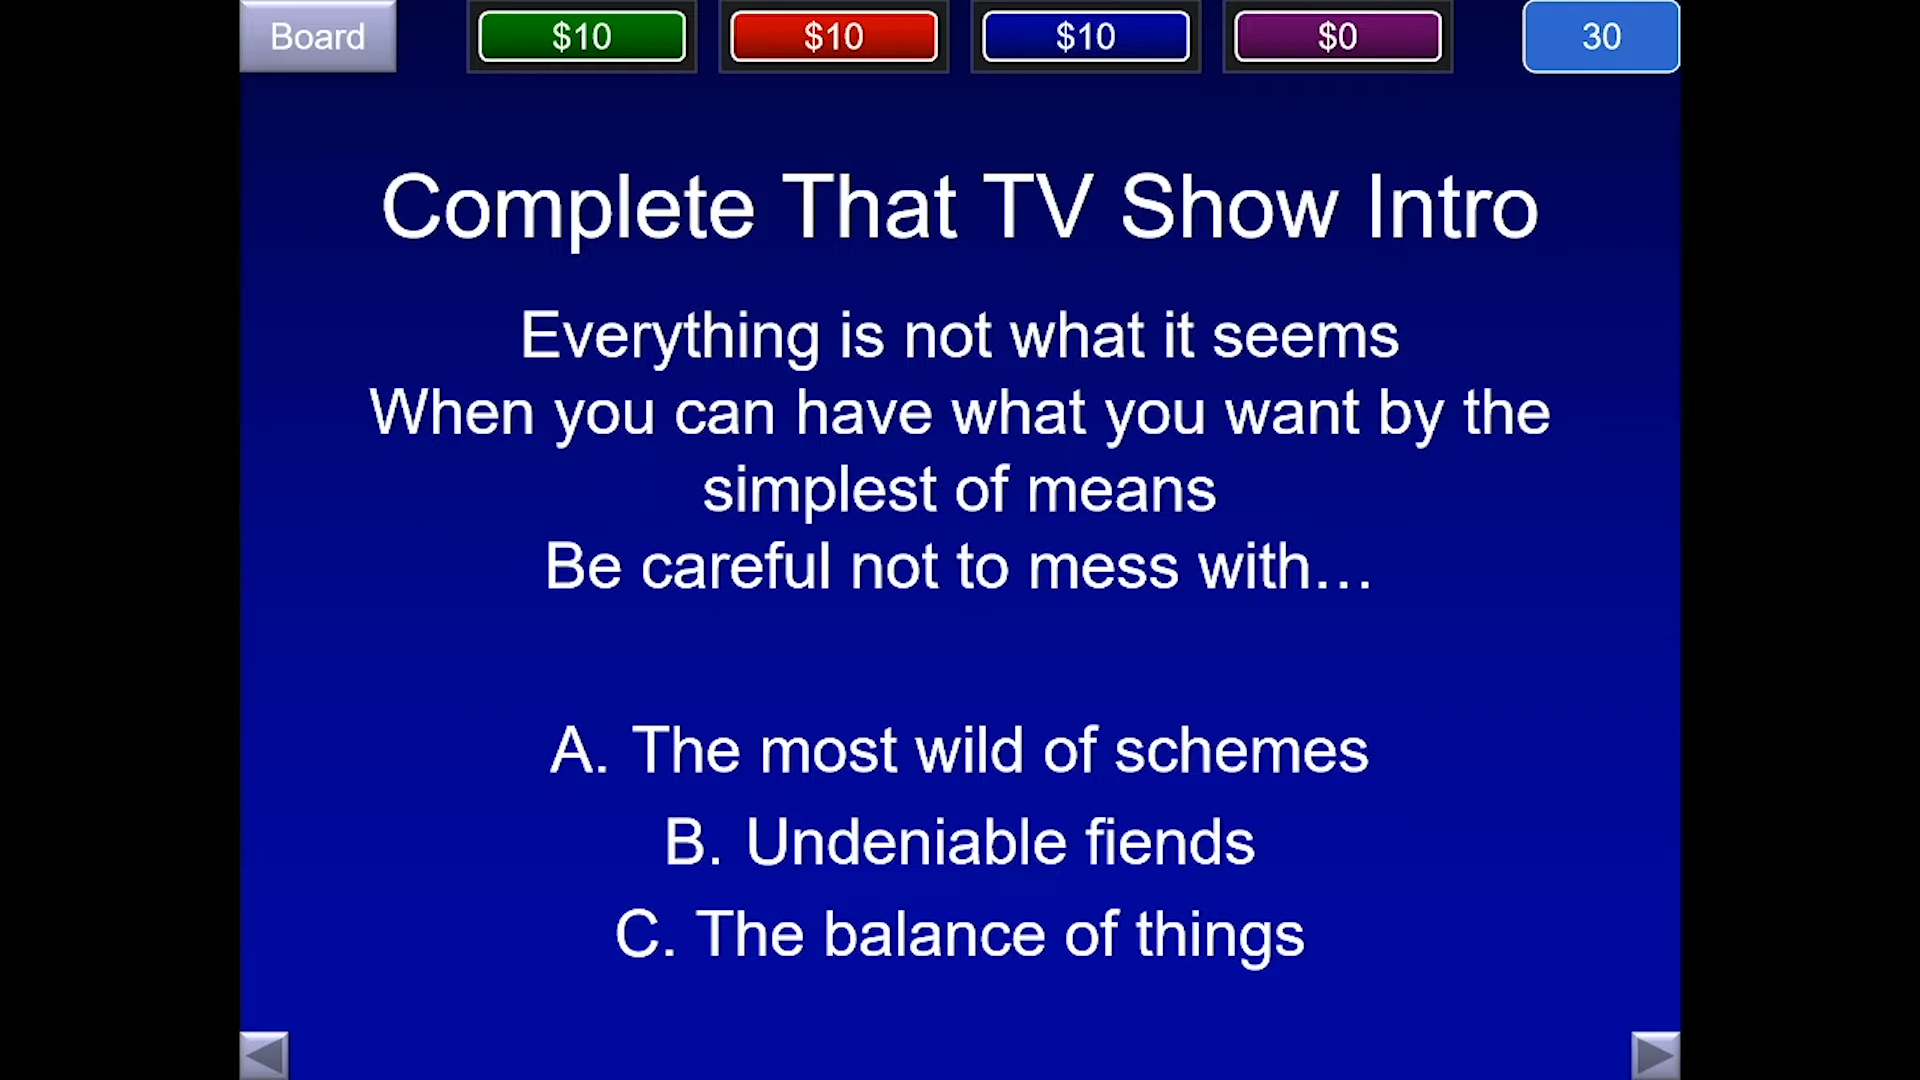 Board
$10
$10
$10
$0
30
Complete That TV Show Intro
Everything is not what it seems
When you can have what you want by the
simplest of means
Be careful not to mess with…
A. The most wild of schemes
B. Undeniable fiends
C. The balance of things